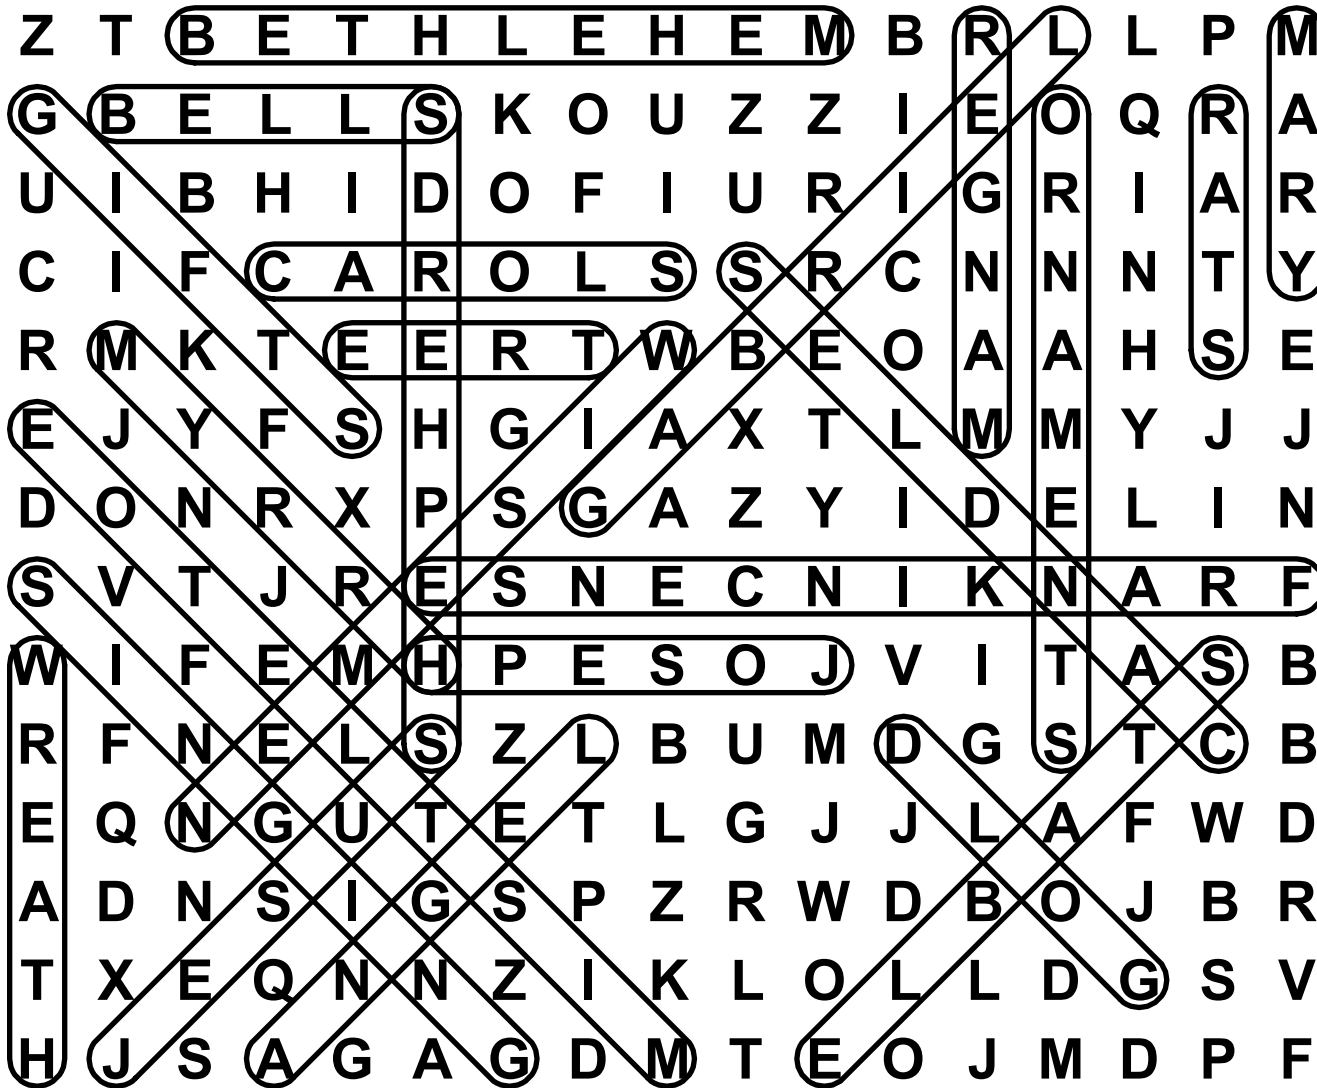 Z T B E T H L E H E M B R L L P M
G B E L L S K O U Z Z I E O Q R A
U I B H I D O F I U R I G R I A R
C I F C A R O L S S R C N N N T Y
R M K T E E R T W B E O A A H S E
E J Y F S H G I A X T L M M Y J J
D O N R X P S G A Z Y I D E L I N
S V T J R E S N E C N I K N A R F
W I F E M H P E S O J V I T A S B
R F N E L S Z L B U M D G S T C B
E Q N G U T E T L G J J L A F W D
A D N S I G S P Z R W D B O J B R
T X E Q N N Z I K L O L L D G S V
H J S A G A G D M T E O J M D P F